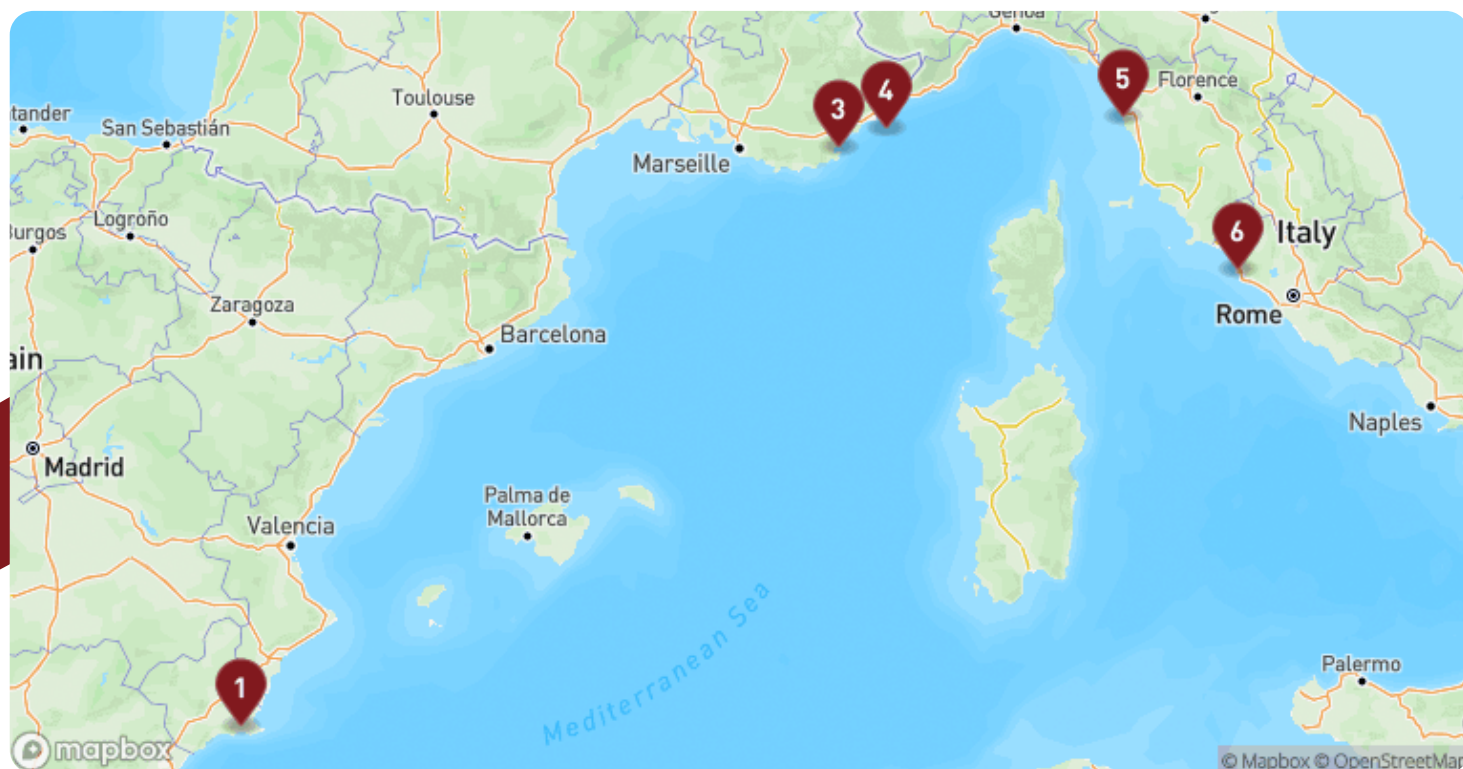 Genoa
4
5
Florence
3
Toulouse
tander
San Sebastián
Marseille
Logroño
Burgos
6
Italy
Zaragoza
Rome
Barcelona
ain
Naples
Madrid
Palma de
Mallorca
Valencia
Mediterranean Sea
Palermo
1
mapbox
© Mapbox © OpenStreetMap